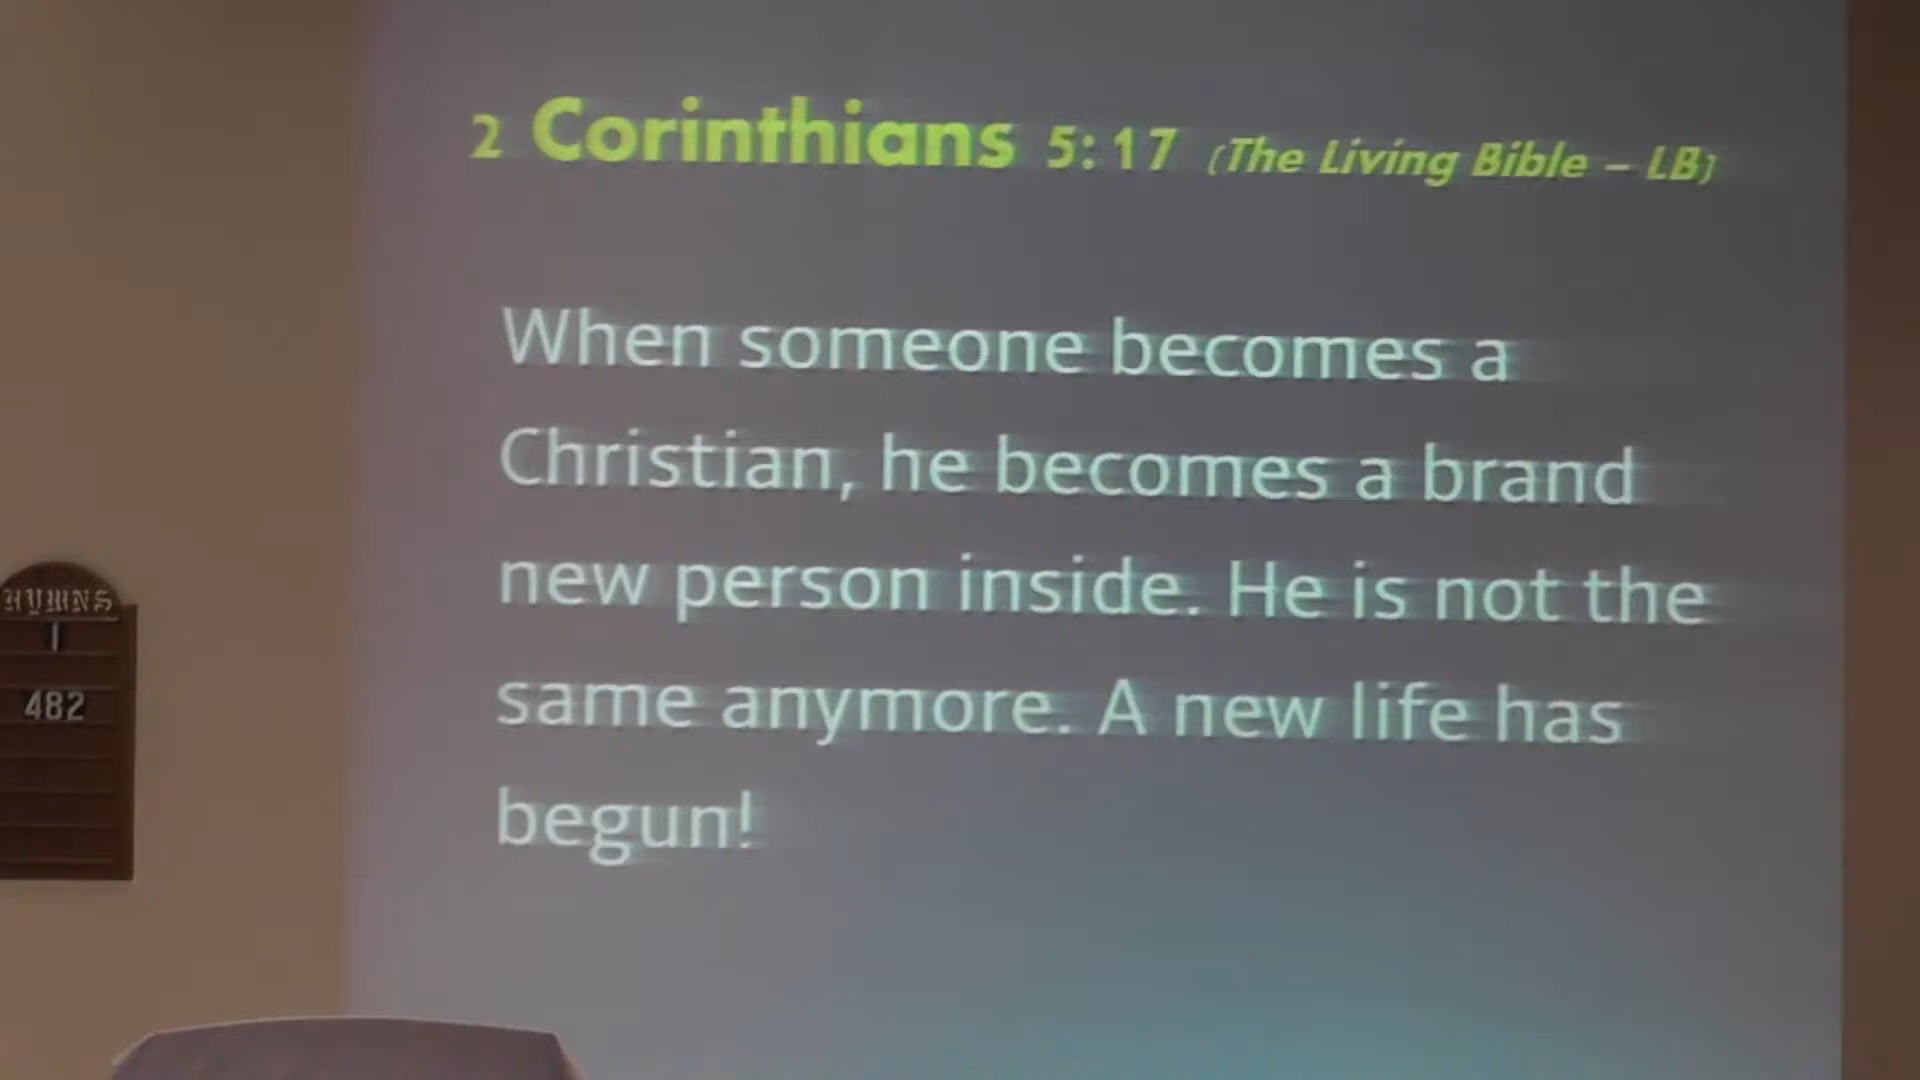 2 Corinthians 5:17 (The Living Bible – LB)
When someone becomes a
Christian, he becomes a brand
new person inside. He is not the
same anymore. A new life has
begun!
HYMNS
1
482